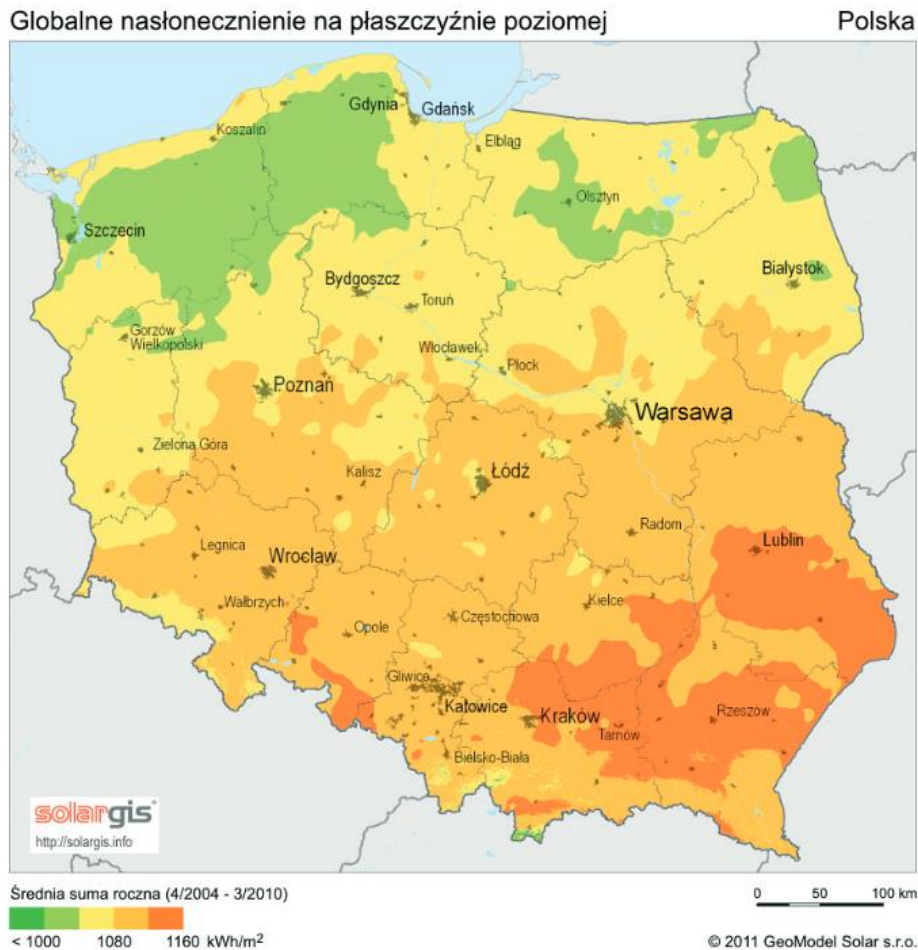 Globalne nasłonecznienie na płaszczyźnie poziomej
Polska
Gdynia
Gdańsk
Koszalin
Elbląg
Olsztyn
Szczecin
Białystok
Bydgoszcz
Toruń
Gorzów
Wielkopolski
Włocławek
Płock
Poznań
Warsawa
Zielona Góra
Kalisz
Łódź
Radom
Lublin
Legnica
Wrocław
Wałbrzych
Opole
Częstochowa
Kielce
Gliwice
Katowice
Kraków
Tarnów
Rzeszów
Bielsko-Biała
solargis
http://solargis.info
Średnia suma roczna (4/2004 - 3/2010)
0 50 100 km
< 1000 1080 1160 kWh/m²
© 2011 GeoModel Solar s.r.o.